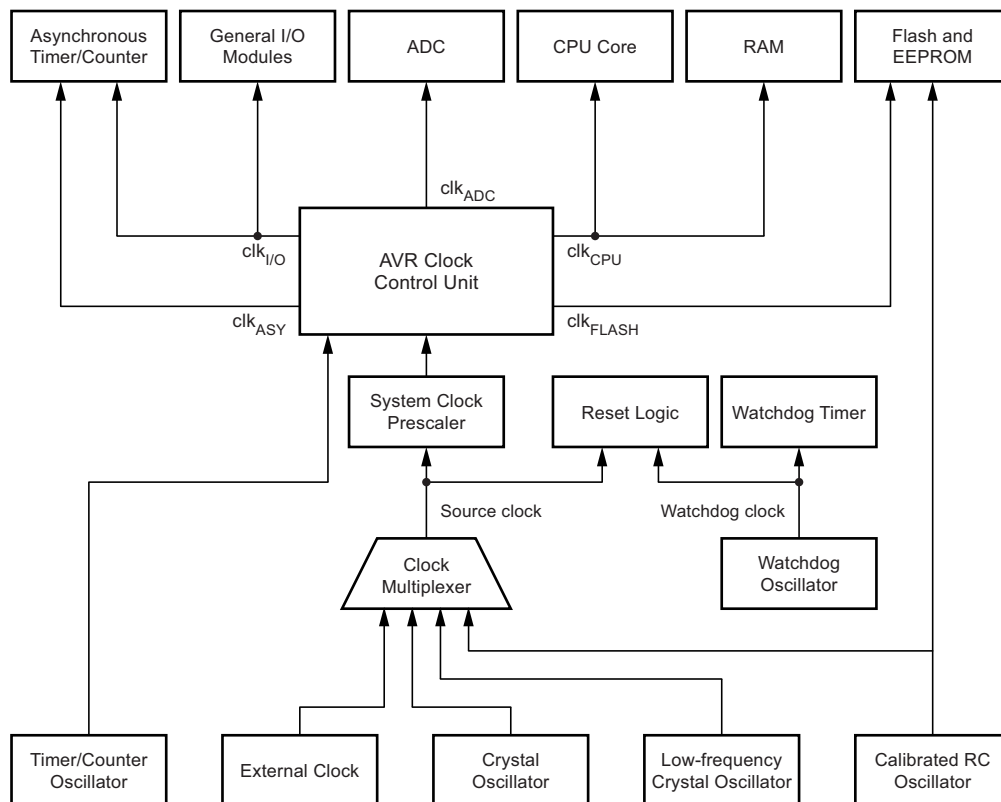 Asynchronous
Timer/Counter
General I/O
Modules
ADC
CPU Core
RAM
Flash and
EEPROM
clkADC
clkI/O
AVR Clock
Control Unit
clkCPU
clkASY
clkFLASH
System Clock
Prescaler
Reset Logic
Watchdog Timer
Source clock
Watchdog clock
Clock
Multiplexer
Watchdog
Oscillator
Timer/Counter
Oscillator
External Clock
Crystal
Oscillator
Low-frequency
Crystal Oscillator
Calibrated RC
Oscillator